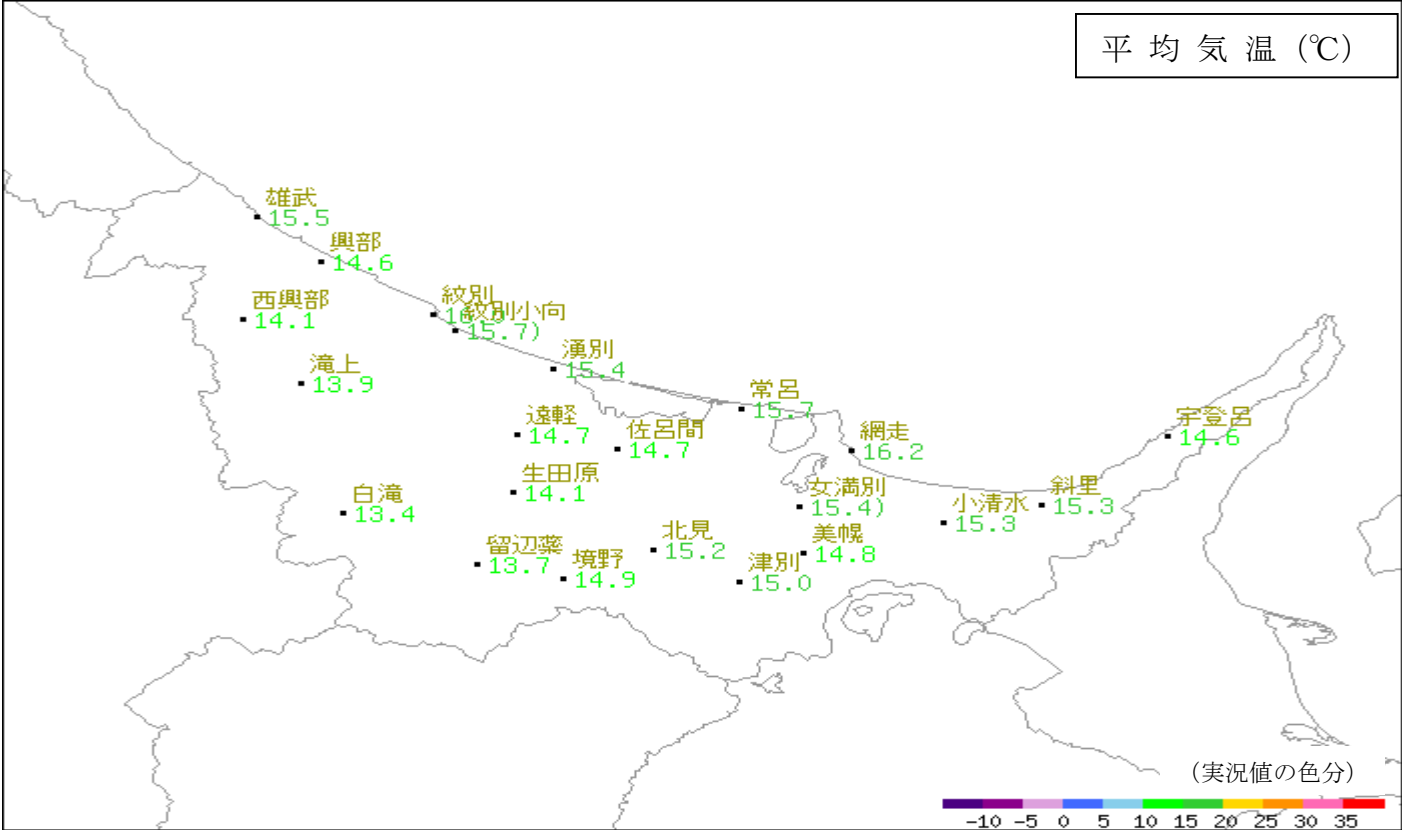 平 均 気 温 (℃)
雄武
15.5
興部
14.6
西興部
14.1
紋別
紋別小向
15.7)
滝上
13.9
湧別
15.4
常呂
15.7
遠軽
14.7
佐呂間
14.7
網走
16.2
宇登呂
14.6
生田原
14.1
白滝
13.4
女満別
15.4)
小清水
15.3
斜里
15.3
留辺蘂
13.7
境野
14.9
北見
15.2
美幌
14.8
津別
15.0
(実況値の色分)
-10 -5 0 5 10 15 20 25 30 35